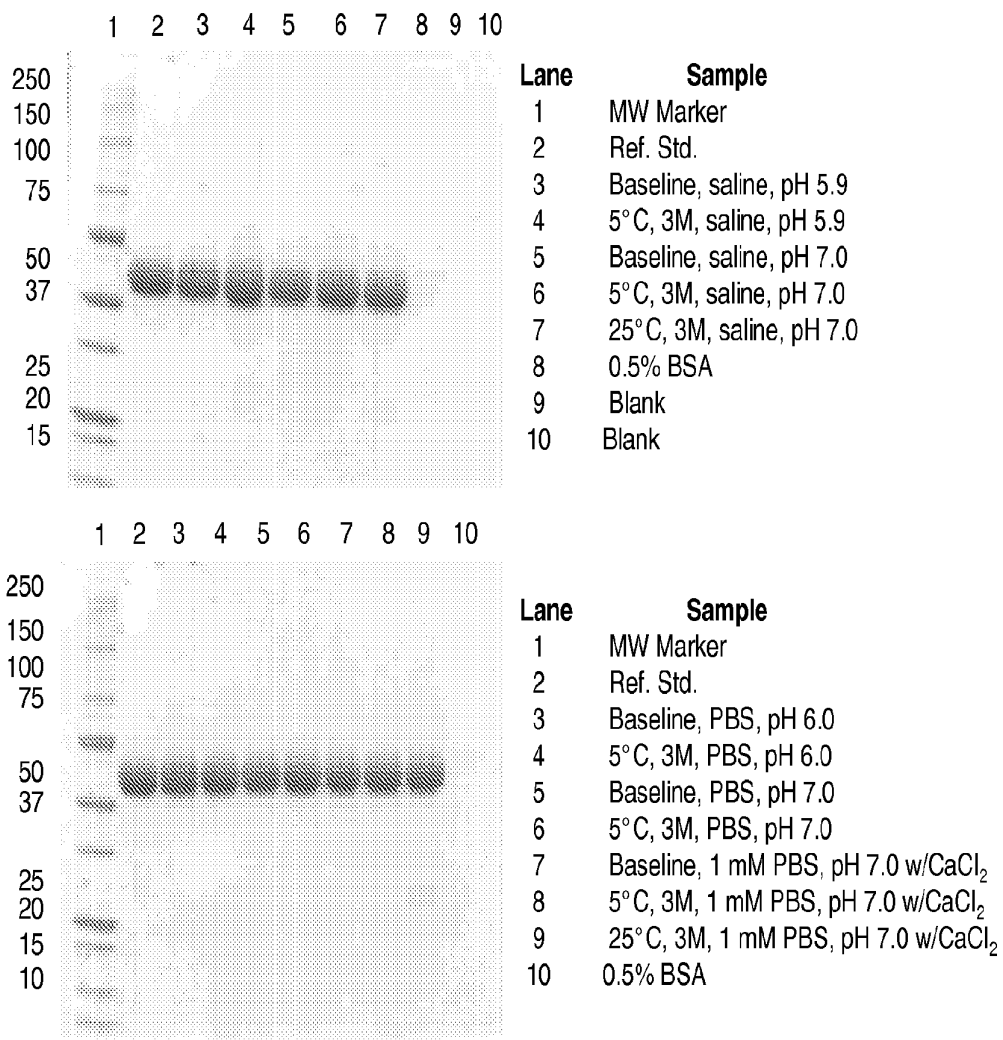 1 2 3 4 5 6 7 8 9 10
250
150
100
75
50
37
25
20
15
Lane Sample
1 MW Marker
2 Ref. Std.
3 Baseline, saline, pH 5.9
4 5°C, 3M, saline, pH 5.9
5 Baseline, saline, pH 7.0
6 5°C, 3M, saline, pH 7.0
7 25°C, 3M, saline, pH 7.0
8 0.5% BSA
9 Blank
10 Blank
1 2 3 4 5 6 7 8 9 10
250
150
100
75
50
37
25
20
15
10
Lane Sample
1 MW Marker
2 Ref. Std.
3 Baseline, PBS, pH 6.0
4 5°C, 3M, PBS, pH 6.0
5 Baseline, PBS, pH 7.0
6 5°C, 3M, PBS, pH 7.0
7 Baseline, 1 mM PBS, pH 7.0 w/CaCl₂
8 5°C, 3M, 1 mM PBS, pH 7.0 w/CaCl₂
9 25°C, 3M, 1 mM PBS, pH 7.0 w/CaCl₂
10 0.5% BSA